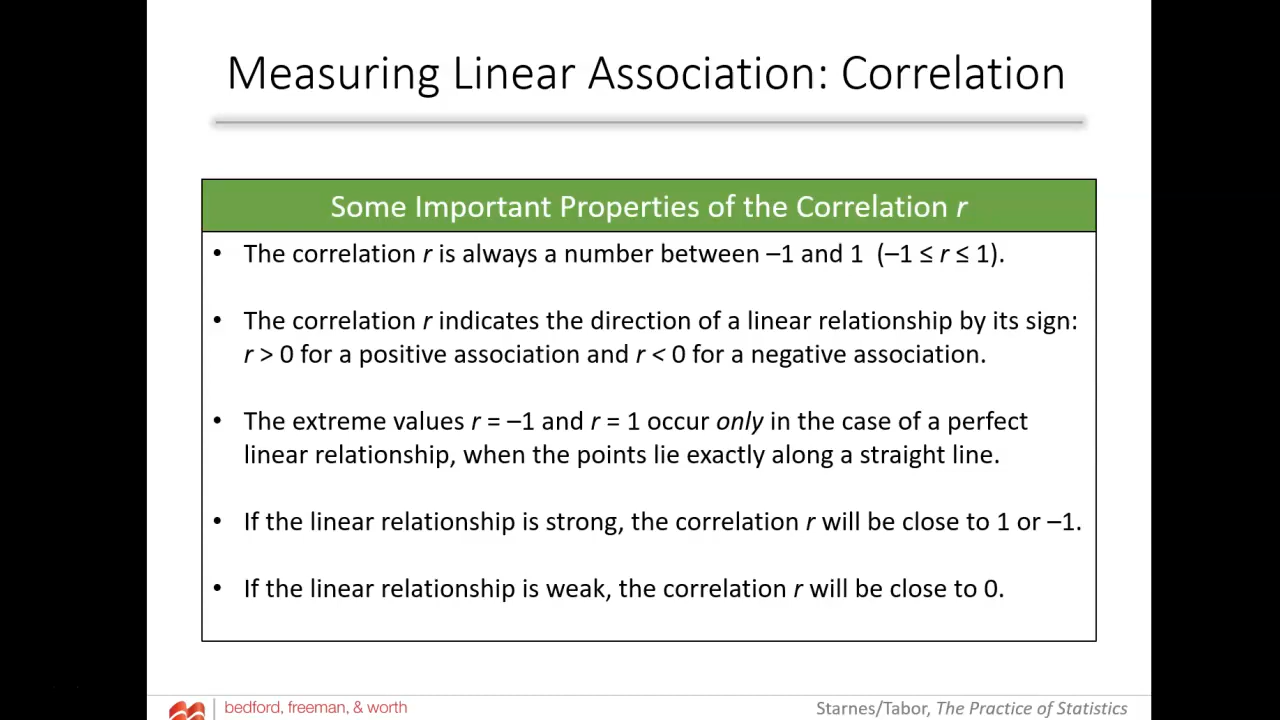 Measuring Linear Association: Correlation
Some Important Properties of the Correlation r
• The correlation r is always a number between –1 and 1 (–1 ≤ r ≤ 1).
• The correlation r indicates the direction of a linear relationship by its sign:
r > 0 for a positive association and r < 0 for a negative association.
• The extreme values r = –1 and r = 1 occur only in the case of a perfect
linear relationship, when the points lie exactly along a straight line.
• If the linear relationship is strong, the correlation r will be close to 1 or –1.
• If the linear relationship is weak, the correlation r will be close to 0.
bedford, freeman, & worth
Starnes/Tabor, The Practice of Statistics